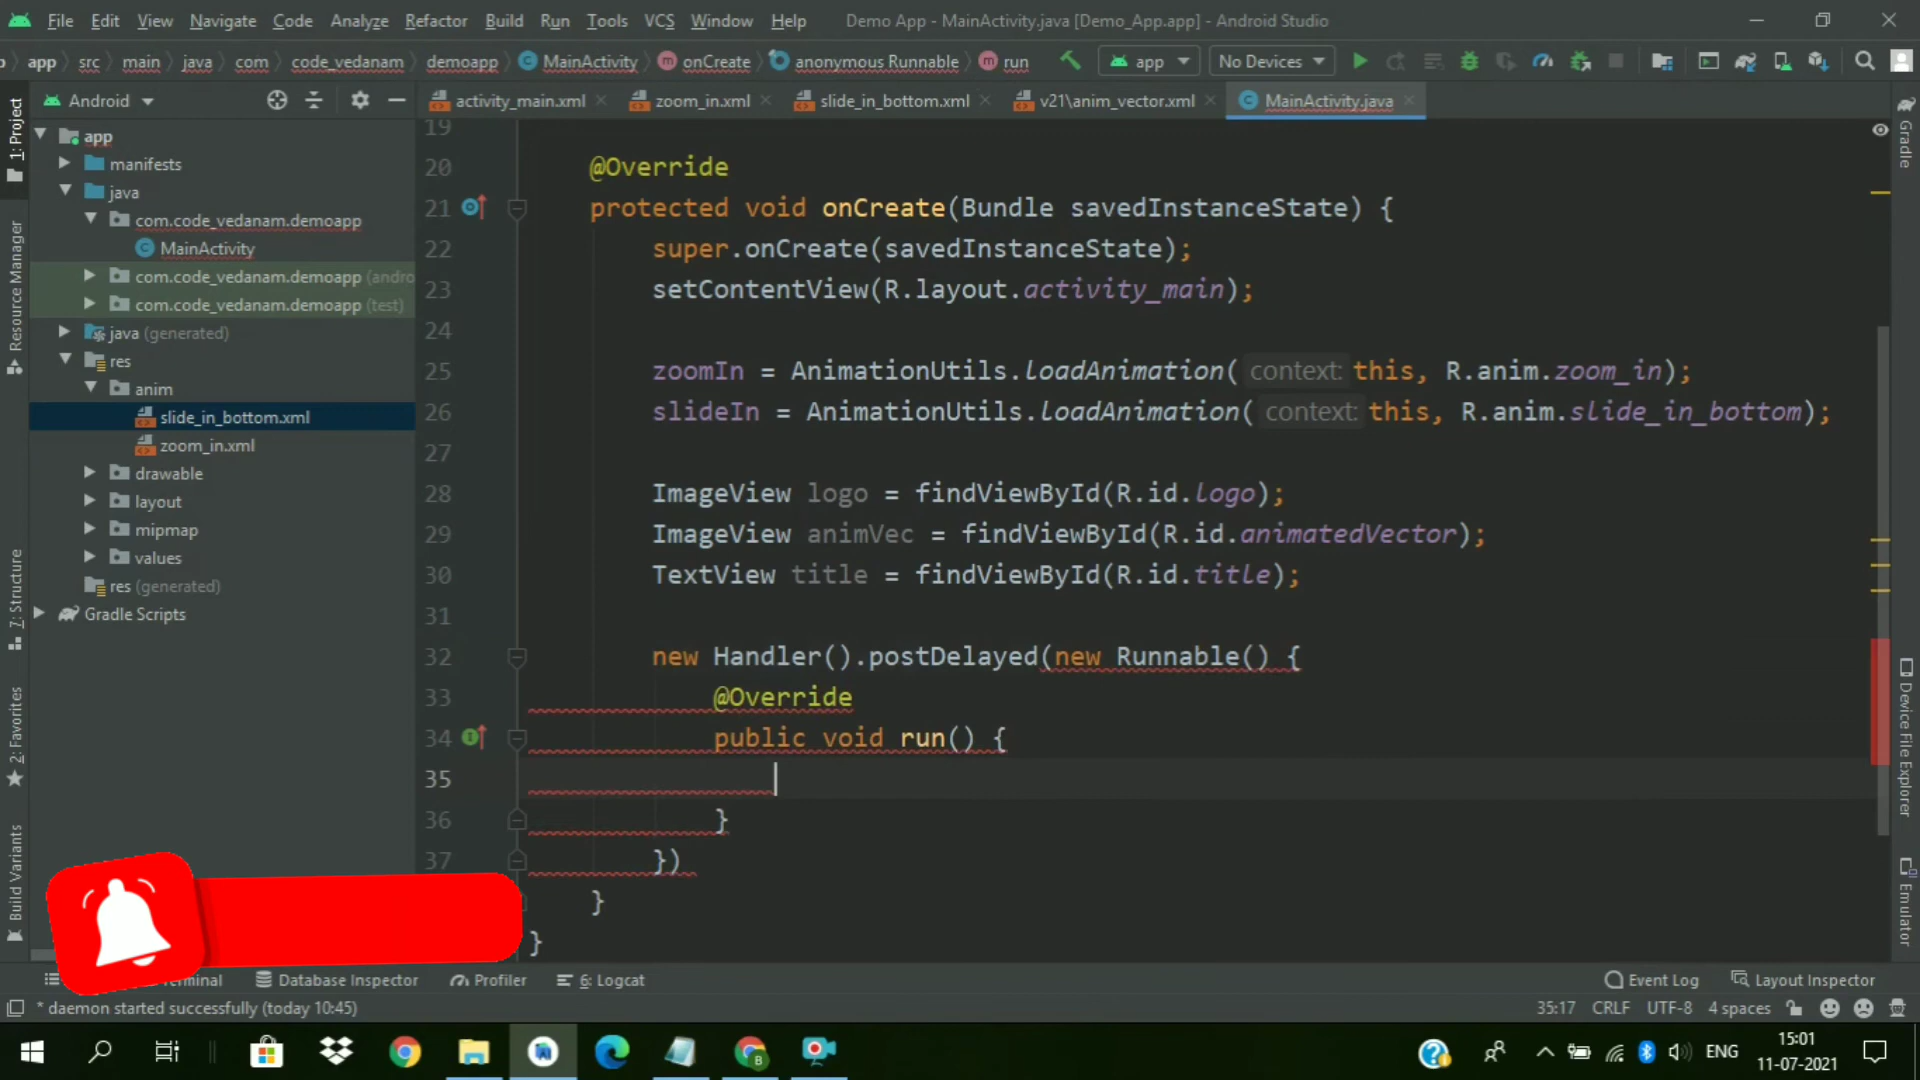 File Edit View Navigate Code Analyze Refactor Build Run Tools VCS Window Help Demo App - MainActivity.java [Demo_App.app] - Android Studio
app src main java com code_vedanam demoapp MainActivity onCreate anonymous Runnable run app No Devices
Android activity_main.xml zoom_in.xml slide_in_bottom.xml v21\anim_vector.xml MainActivity.java
1: Project
Resource Manager
7: Structure
2: Favorites
Build Variants
app
manifests
java
com.code_vedanam.demoapp
MainActivity
com.code_vedanam.demoapp (andro
com.code_vedanam.demoapp (test)
java (generated)
res
anim
slide_in_bottom.xml
zoom_in.xml
drawable
layout
mipmap
values
res (generated)
Gradle Scripts
19
20 @Override
21 protected void onCreate(Bundle savedInstanceState) {
22 super.onCreate(savedInstanceState);
23 setContentView(R.layout.activity_main);
24
25 zoomIn = AnimationUtils.loadAnimation( context: this, R.anim.zoom_in);
26 slideIn = AnimationUtils.loadAnimation( context: this, R.anim.slide_in_bottom);
27
28 ImageView logo = findViewById(R.id.logo);
29 ImageView animVec = findViewById(R.id.animatedVector);
30 TextView title = findViewById(R.id.title);
31
32 new Handler().postDelayed(new Runnable() {
33 @Override
34 public void run() {
35
36 }
37 })
}
}
Gradle
Device File Explorer
Emulator
Database Inspector Profiler 6: Logcat Event Log Layout Inspector
* daemon started successfully (today 10:45) 35:17 CRLF UTF-8 4 spaces
ENG 15:01
11-07-2021